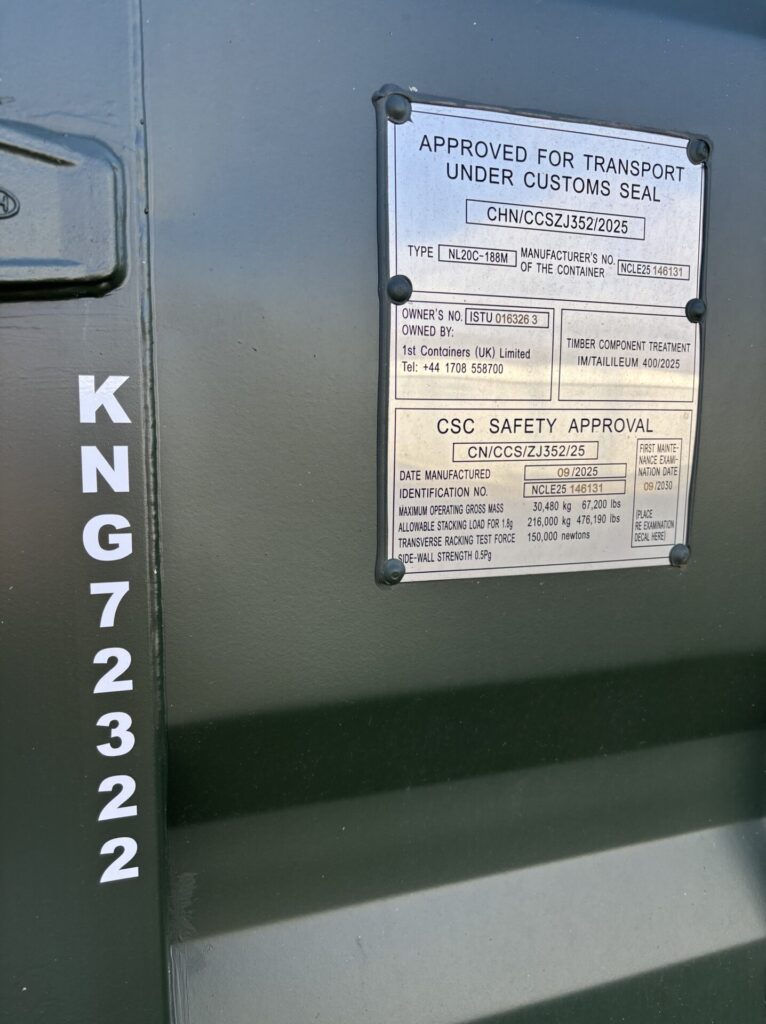 KNG72322
APPROVED FOR TRANSPORT
UNDER CUSTOMS SEAL
CHN/CCSZJ352/2025
TYPE NL20C-188M MANUFACTURER'S NO. OF THE CONTAINER NCLE25 146131
OWNER'S NO. ISTU 016326 3
OWNED BY:
1st Containers (UK) Limited
Tel: +44 1708 558700
TIMBER COMPONENT TREATMENT
IM/TAILILEUM 400/2025
CSC SAFETY APPROVAL
CN/CCS/ZJ352/25
DATE MANUFACTURED 09/2025
IDENTIFICATION NO. NCLE25 146131
MAXIMUM OPERATING GROSS MASS 30,480 kg 67,200 lbs
ALLOWABLE STACKING LOAD FOR 1.8g 216,000 kg 476,190 lbs
TRANSVERSE RACKING TEST FORCE 150,000 newtons
SIDE-WALL STRENGTH 0.5Pg
FIRST MAINTE-
NANCE EXAMI-
NATION DATE
09/2030
(PLACE
RE EXAMINATION
DECAL HERE)